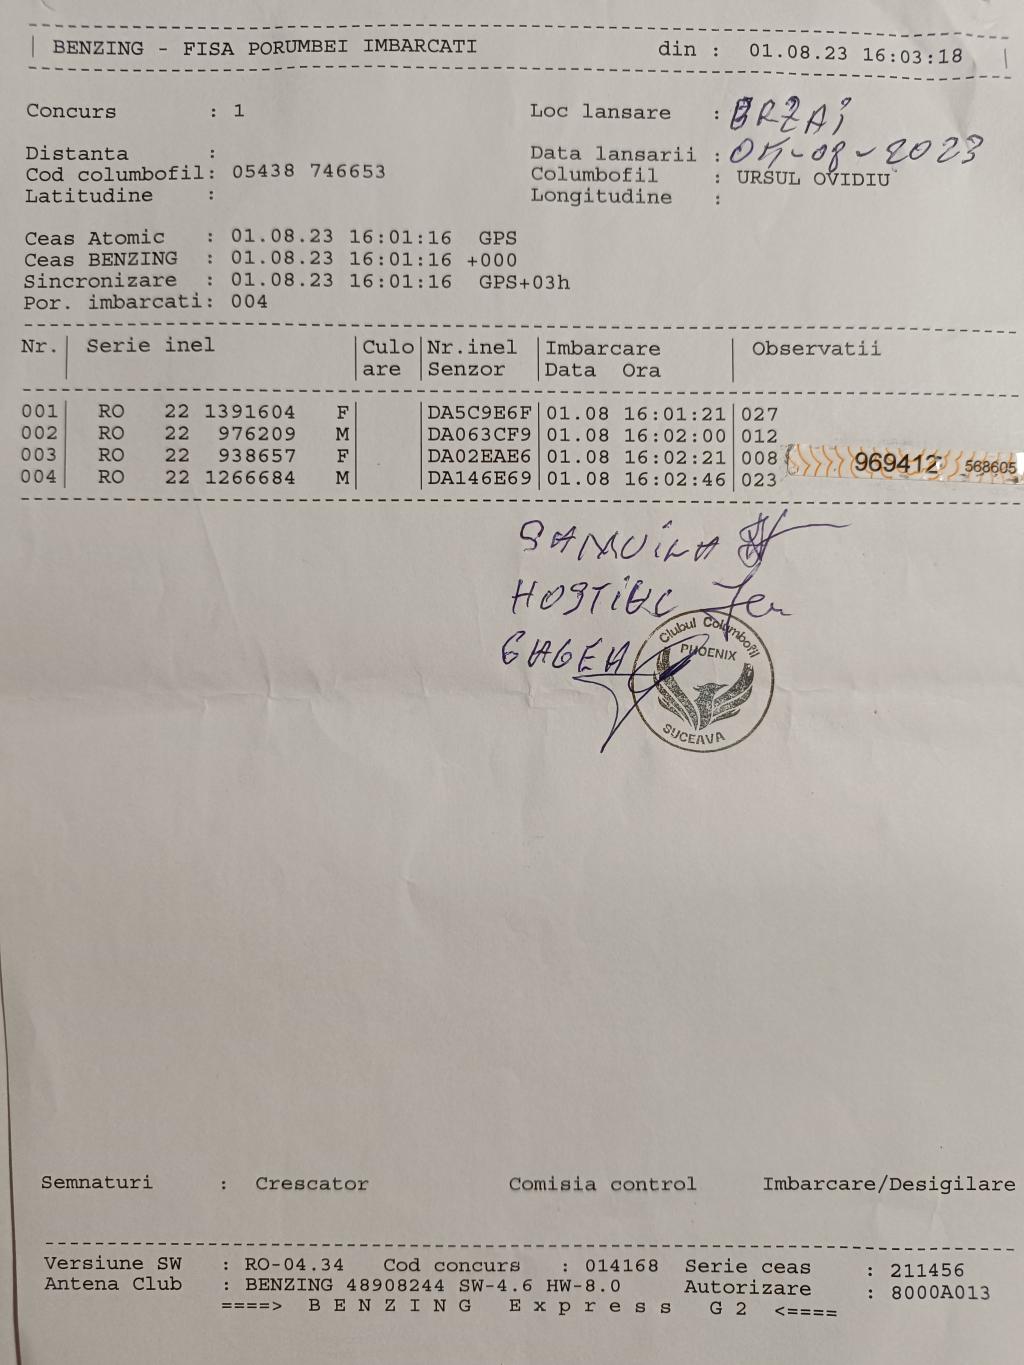 BENZING - FISA PORUMBEI IMBARCATI din : 01.08.23 16:03:18
Concurs : 1 Loc lansare : BRZAI
Distanta : Data lansarii : 05-08-2023
Cod columbofil: 05438 746653 Columbofil : URSUL OVIDIU
Latitudine : Longitudine :
Ceas Atomic : 01.08.23 16:01:16 GPS
Ceas BENZING : 01.08.23 16:01:16 +000
Sincronizare : 01.08.23 16:01:16 GPS+03h
Por. imbarcati: 004
Nr. Serie inel Culo Nr.inel Imbarcare Observatii
are Senzor Data Ora
001 RO 22 1391604 F DA5C9E6F 01.08 16:01:21 027
002 RO 22 976209 M DA063CF9 01.08 16:02:00 012
003 RO 22 938657 F DA02EAE6 01.08 16:02:21 008 969412 568605
004 RO 22 1266684 M DA146E69 01.08 16:02:46 023
SAMUILA
HOSTIUC
GAGEA
Clubul Columbofil
PHOENIX
SUCEAVA
Semnaturi : Crescator Comisia control Imbarcare/Desigilare
Versiune SW : RO-04.34 Cod concurs : 014168 Serie ceas : 211456
Antena Club : BENZING 48908244 SW-4.6 HW-8.0 Autorizare : 8000A013
====> B E N Z I N G E x p r e s s G 2 <====